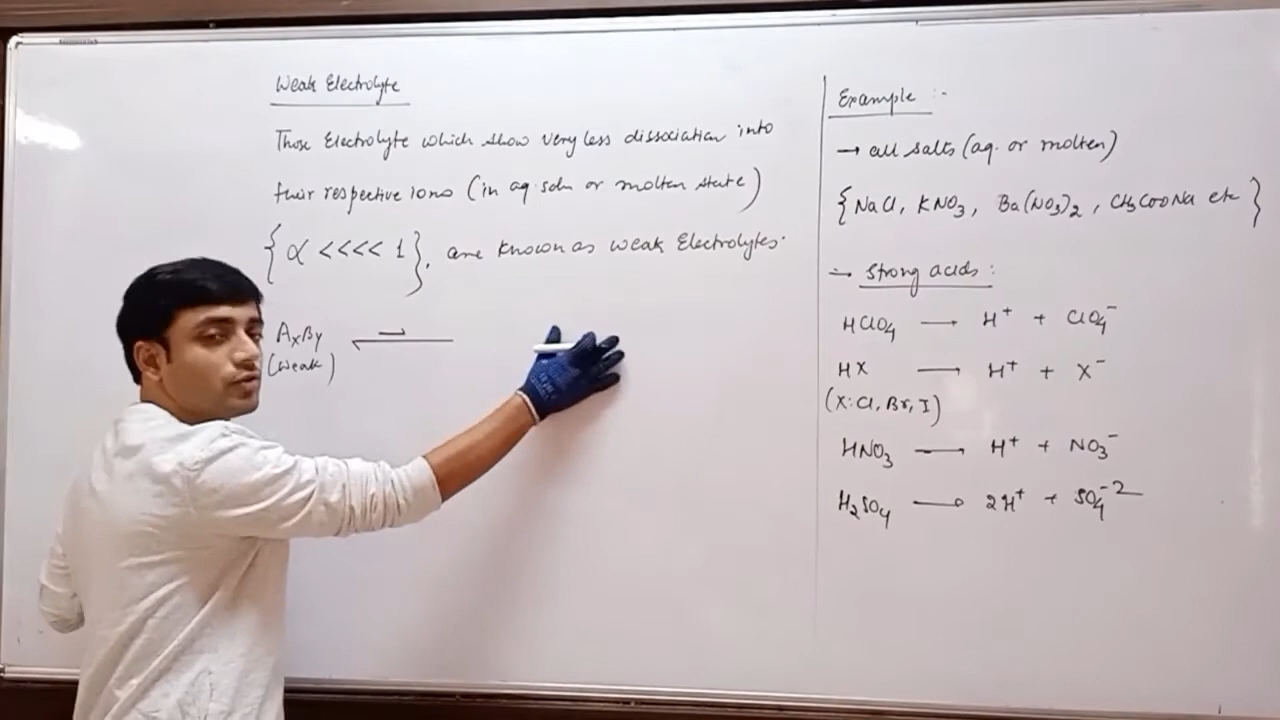 Weak Electrolyte
Those Electrolyte which show very less dissociation into
their respective ions (in aq. soln or molten state)
{α <<<< 1}, are known as weak Electrolytes.
AxBy ⇌
(Weak)
Example :-
→ all salts (aq. or molten)
{NaCl, KNO₃, Ba(NO₃)₂, CH₃COONa etc}
→ Strong acids :
HClO₄ → H⁺ + ClO₄⁻
HX → H⁺ + X⁻
(X: Cl, Br, I)
HNO₃ → H⁺ + NO₃⁻
H₂SO₄ → 2H⁺ + SO₄⁻²